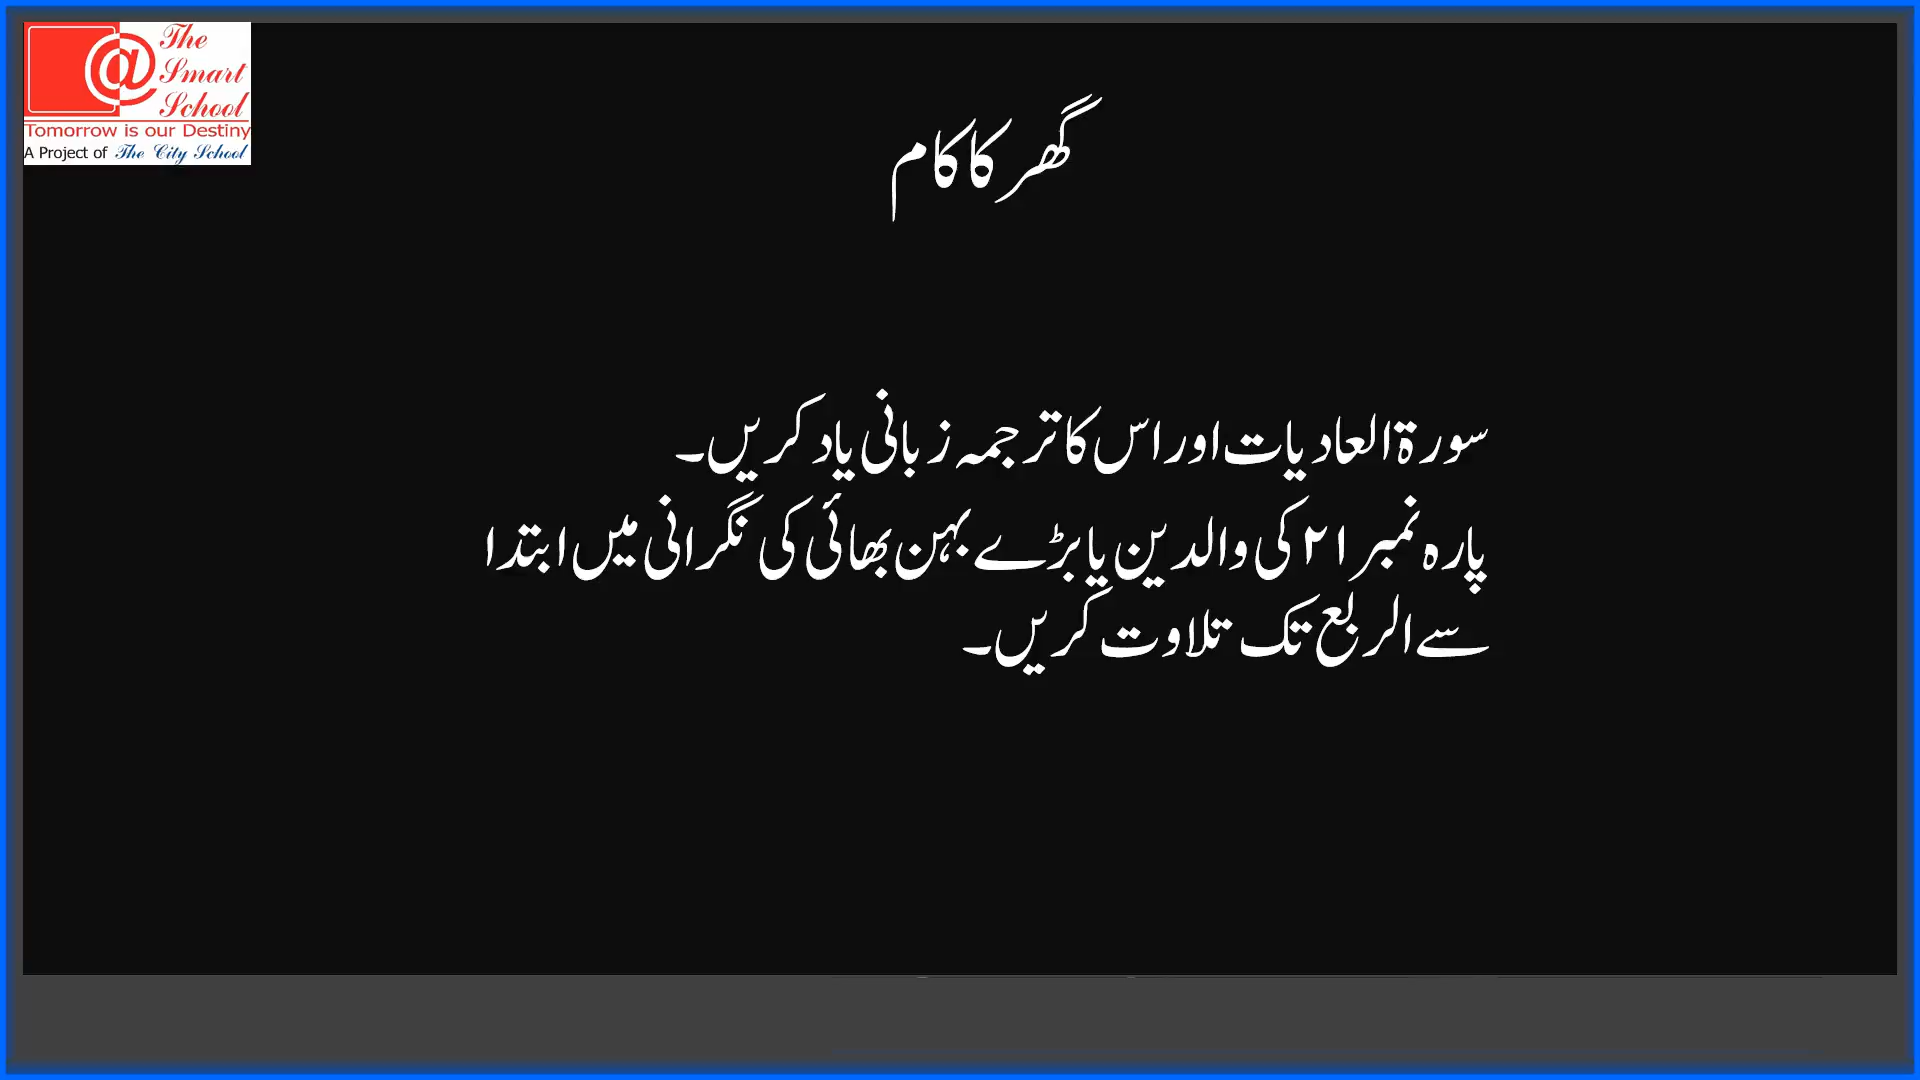 The
Smart
School
Tomorrow is our Destiny
A Project of The City School
گھر کا کام
سورۃ العادیات اور اس کا ترجمہ زبانی یاد کریں۔
پارہ نمبر ۲۱ کی والدین یا بڑے بہن بھائی کی نگرانی میں ابتدا
سے الربع تک تلاوت کریں۔